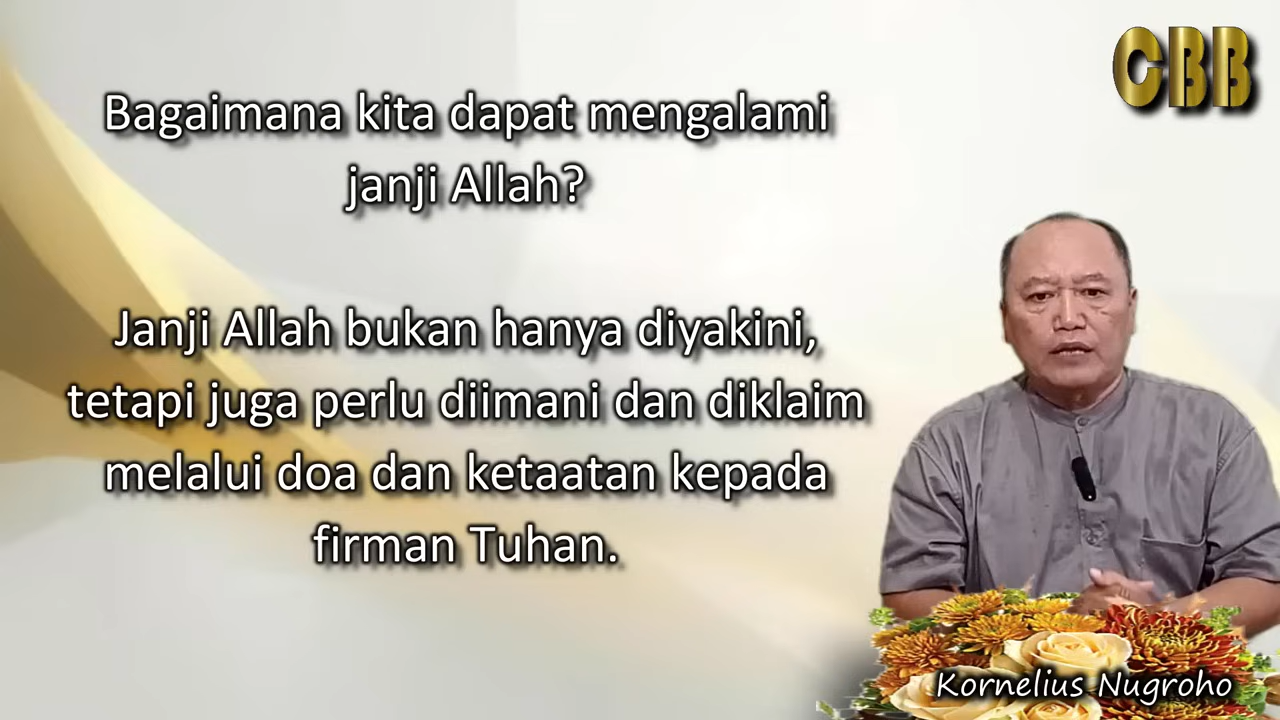 CBB
Bagaimana kita dapat mengalami
janji Allah?
Janji Allah bukan hanya diyakini,
tetapi juga perlu diimani dan diklaim
melalui doa dan ketaatan kepada
firman Tuhan.
Kornelius Nugroho